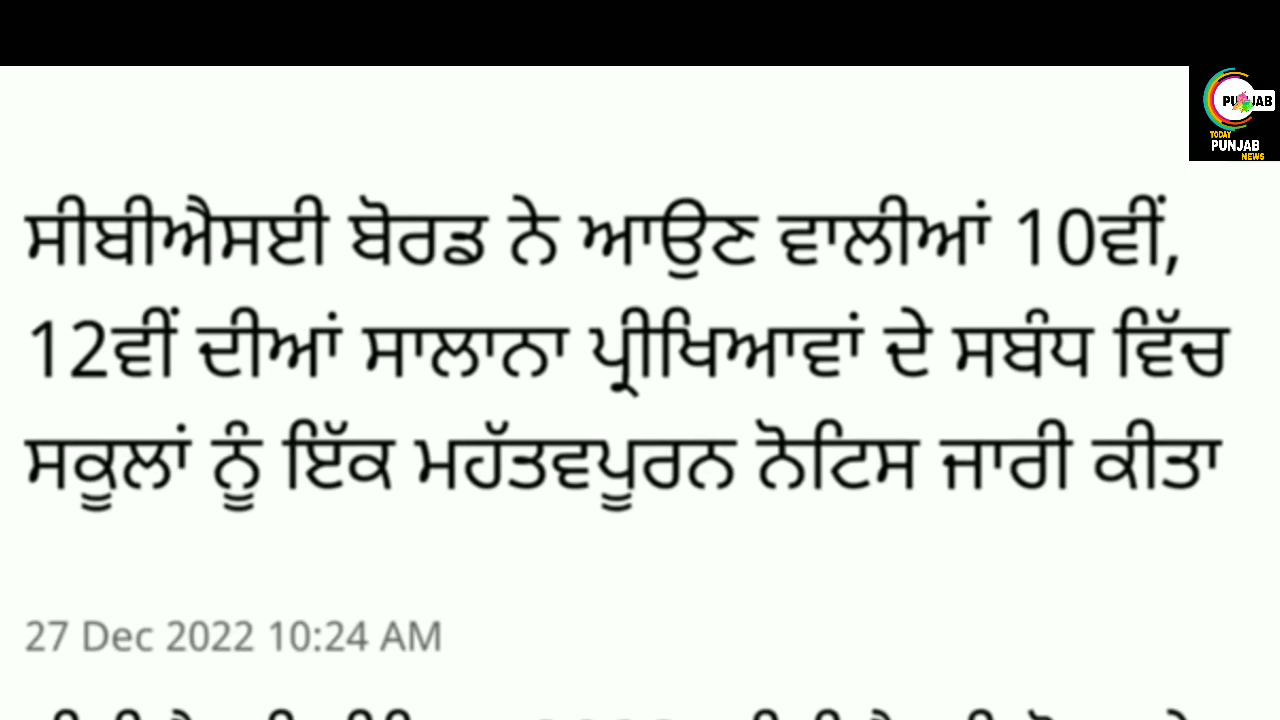 PUNJAB
TODAY
PUNJAB
NEWS
ਸੀਬੀਐਸਈ ਬੋਰਡ ਨੇ ਆਉਣ ਵਾਲੀਆਂ 10ਵੀਂ,
12ਵੀਂ ਦੀਆਂ ਸਾਲਾਨਾ ਪ੍ਰੀਖਿਆਵਾਂ ਦੇ ਸਬੰਧ ਵਿੱਚ
ਸਕੂਲਾਂ ਨੂੰ ਇੱਕ ਮਹੱਤਵਪੂਰਨ ਨੋਟਿਸ ਜਾਰੀ ਕੀਤਾ
27 Dec 2022 10:24 AM